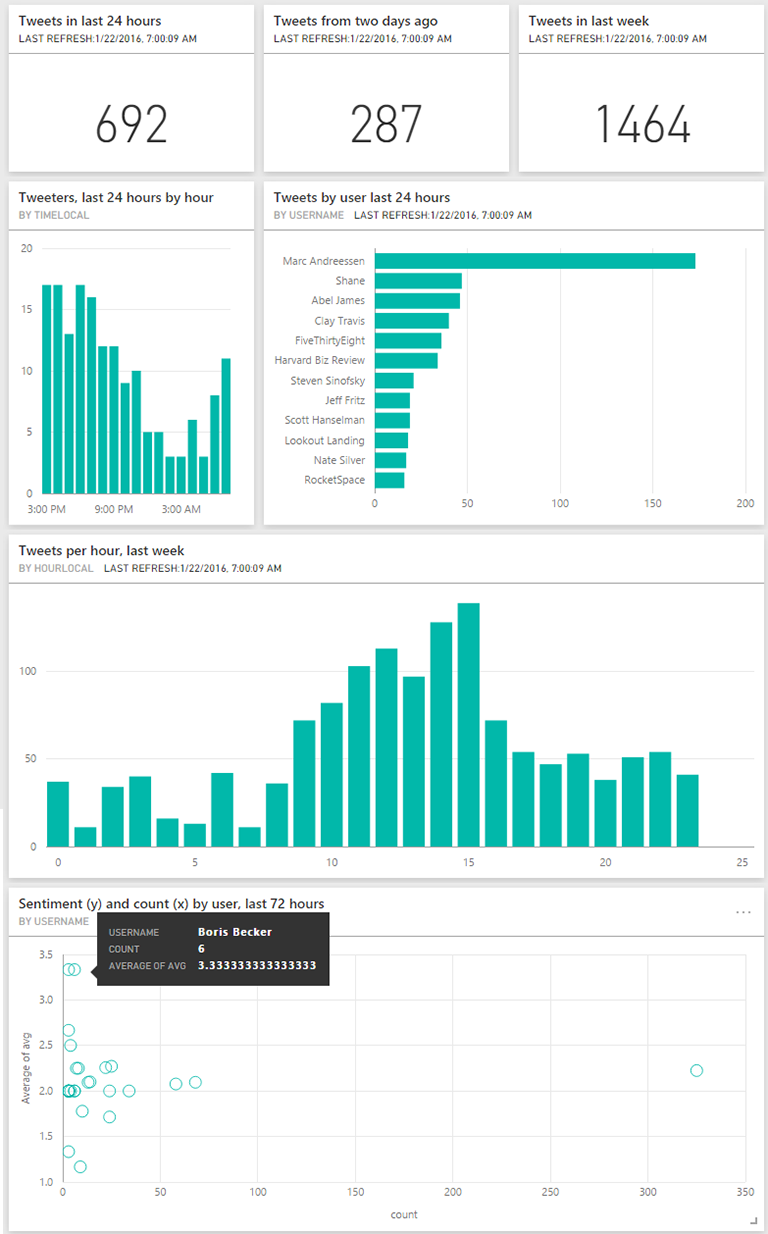 Tweets in last 24 hours
LAST REFRESH:1/22/2016, 7:00:09 AM
692
Tweets from two days ago
LAST REFRESH:1/22/2016, 7:00:09 AM
287
Tweets in last week
LAST REFRESH:1/22/2016, 7:00:09 AM
1464
Tweeters, last 24 hours by hour
BY TIMELOCAL
20
15
10
5
0
3:00 PM 9:00 PM 3:00 AM
Tweets by user last 24 hours
BY USERNAME LAST REFRESH:1/22/2016, 7:00:09 AM
Marc Andreessen
Shane
Abel James
Clay Travis
FiveThirtyEight
Harvard Biz Review
Steven Sinofsky
Jeff Fritz
Scott Hanselman
Lookout Landing
Nate Silver
RocketSpace
0 50 100 150 200
Tweets per hour, last week
BY HOURLOCAL LAST REFRESH:1/22/2016, 7:00:09 AM
100
50
0
0 5 10 15 20 25
Sentiment (y) and count (x) by user, last 72 hours
BY USERNAME
...
USERNAME Boris Becker
COUNT 6
AVERAGE OF AVG 3.333333333333333
Average of avg
3.5
3.0
2.5
2.0
1.5
1.0
0 50 100 150 200 250 300 350
count